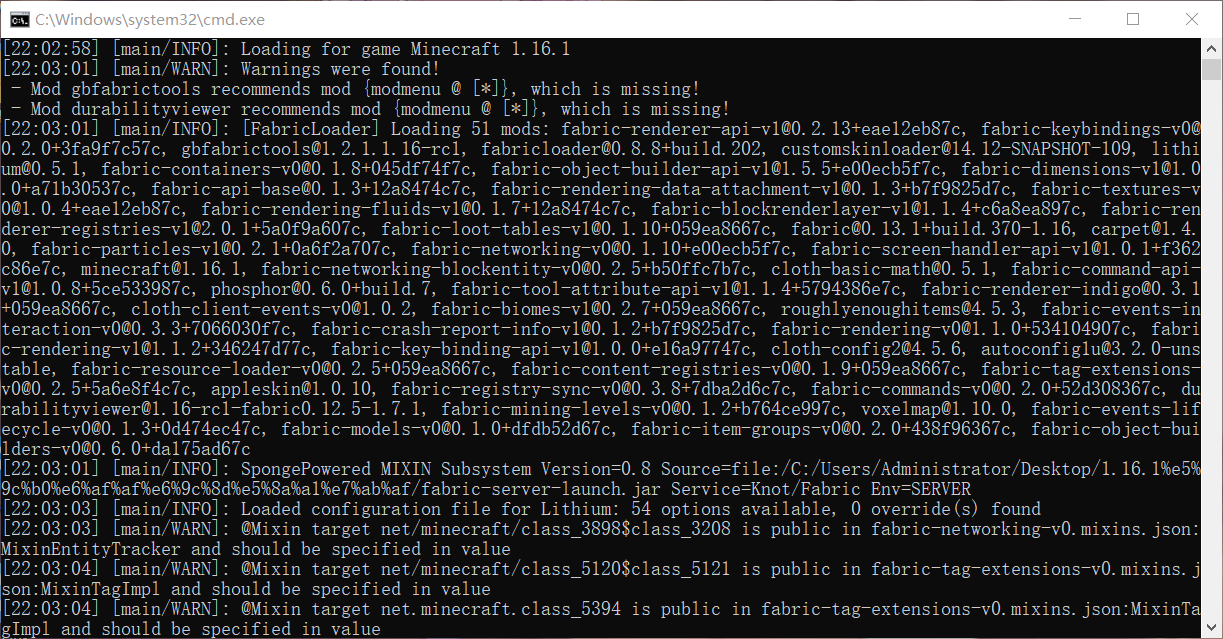 C:\Windows\system32\cmd.exe
[22:02:58] [main/INFO]: Loading for game Minecraft 1.16.1
[22:03:01] [main/WARN]: Warnings were found!
 - Mod gbfabrictools recommends mod {modmenu @ [*]}, which is missing!
 - Mod durabilityviewer recommends mod {modmenu @ [*]}, which is missing!
[22:03:01] [main/INFO]: [FabricLoader] Loading 51 mods: fabric-renderer-api-v1@0.2.13+eae12eb87c, fabric-keybindings-v0@
0.2.0+3fa9f7c57c, gbfabrictools@1.2.1.1.16-rc1, fabricloader@0.8.8+build.202, customskinloader@14.12-SNAPSHOT-109, lithi
um@0.5.1, fabric-containers-v0@0.1.8+045df74f7c, fabric-object-builder-api-v1@1.5.5+e00ecb5f7c, fabric-dimensions-v1@1.0
.0+a71b30537c, fabric-api-base@0.1.3+12a8474c7c, fabric-rendering-data-attachment-v1@0.1.3+b7f9825d7c, fabric-textures-v
0@1.0.4+eae12eb87c, fabric-rendering-fluids-v1@0.1.7+12a8474c7c, fabric-blockrenderlayer-v1@1.1.4+c6a8ea897c, fabric-ren
derer-registries-v1@2.0.1+5a0f9a607c, fabric-loot-tables-v1@0.1.10+059ea8667c, fabric@0.13.1+build.370-1.16, carpet@1.4.
0, fabric-particles-v1@0.2.1+0a6f2a707c, fabric-networking-v0@0.1.10+e00ecb5f7c, fabric-screen-handler-api-v1@1.0.1+f362
c86e7c, minecraft@1.16.1, fabric-networking-blockentity-v0@0.2.5+b50ffc7b7c, cloth-basic-math@0.5.1, fabric-command-api-
v1@1.0.8+5ce533987c, phosphor@0.6.0+build.7, fabric-tool-attribute-api-v1@1.1.4+5794386e7c, fabric-renderer-indigo@0.3.1
+059ea8667c, cloth-client-events-v0@1.0.2, fabric-biomes-v1@0.2.7+059ea8667c, roughlyenoughitems@4.5.3, fabric-events-in
teraction-v0@0.3.3+7066030f7c, fabric-crash-report-info-v1@0.1.2+b7f9825d7c, fabric-rendering-v0@1.1.0+534104907c, fabri
c-rendering-v1@1.1.2+346247d77c, fabric-key-binding-api-v1@1.0.0+e16a97747c, cloth-config2@4.5.6, autoconfig1u@3.2.0-uns
table, fabric-resource-loader-v0@0.2.5+059ea8667c, fabric-content-registries-v0@0.1.9+059ea8667c, fabric-tag-extensions-
v0@0.2.5+5a6e8f4c7c, appleskin@1.0.10, fabric-registry-sync-v0@0.3.8+7dba2d6c7c, fabric-commands-v0@0.2.0+52d308367c, du
rabilityviewer@1.16-rc1-fabric0.12.5-1.7.1, fabric-mining-levels-v0@0.1.2+b764ce997c, voxelmap@1.10.0, fabric-events-lif
ecycle-v0@0.1.3+0d474ec47c, fabric-models-v0@0.1.0+dfdb52d67c, fabric-item-groups-v0@0.2.0+438f96367c, fabric-object-bui
lders-v0@0.6.0+da175ad67c
[22:03:01] [main/INFO]: SpongePowered MIXIN Subsystem Version=0.8 Source=file:/C:/Users/Administrator/Desktop/1.16.1%e5%
9c%b0%e6%af%af%e6%9c%8d%e5%8a%a1%e7%ab%af/fabric-server-launch.jar Service=Knot/Fabric Env=SERVER
[22:03:03] [main/INFO]: Loaded configuration file for Lithium: 54 options available, 0 override(s) found
[22:03:03] [main/WARN]: @Mixin target net/minecraft/class_3898$class_3208 is public in fabric-networking-v0.mixins.json:
MixinEntityTracker and should be specified in value
[22:03:04] [main/WARN]: @Mixin target net/minecraft/class_5120$class_5121 is public in fabric-tag-extensions-v0.mixins.j
son:MixinTagImpl and should be specified in value
[22:03:04] [main/WARN]: @Mixin target net.minecraft.class_5394 is public in fabric-tag-extensions-v0.mixins.json:MixinTa
gImpl and should be specified in value